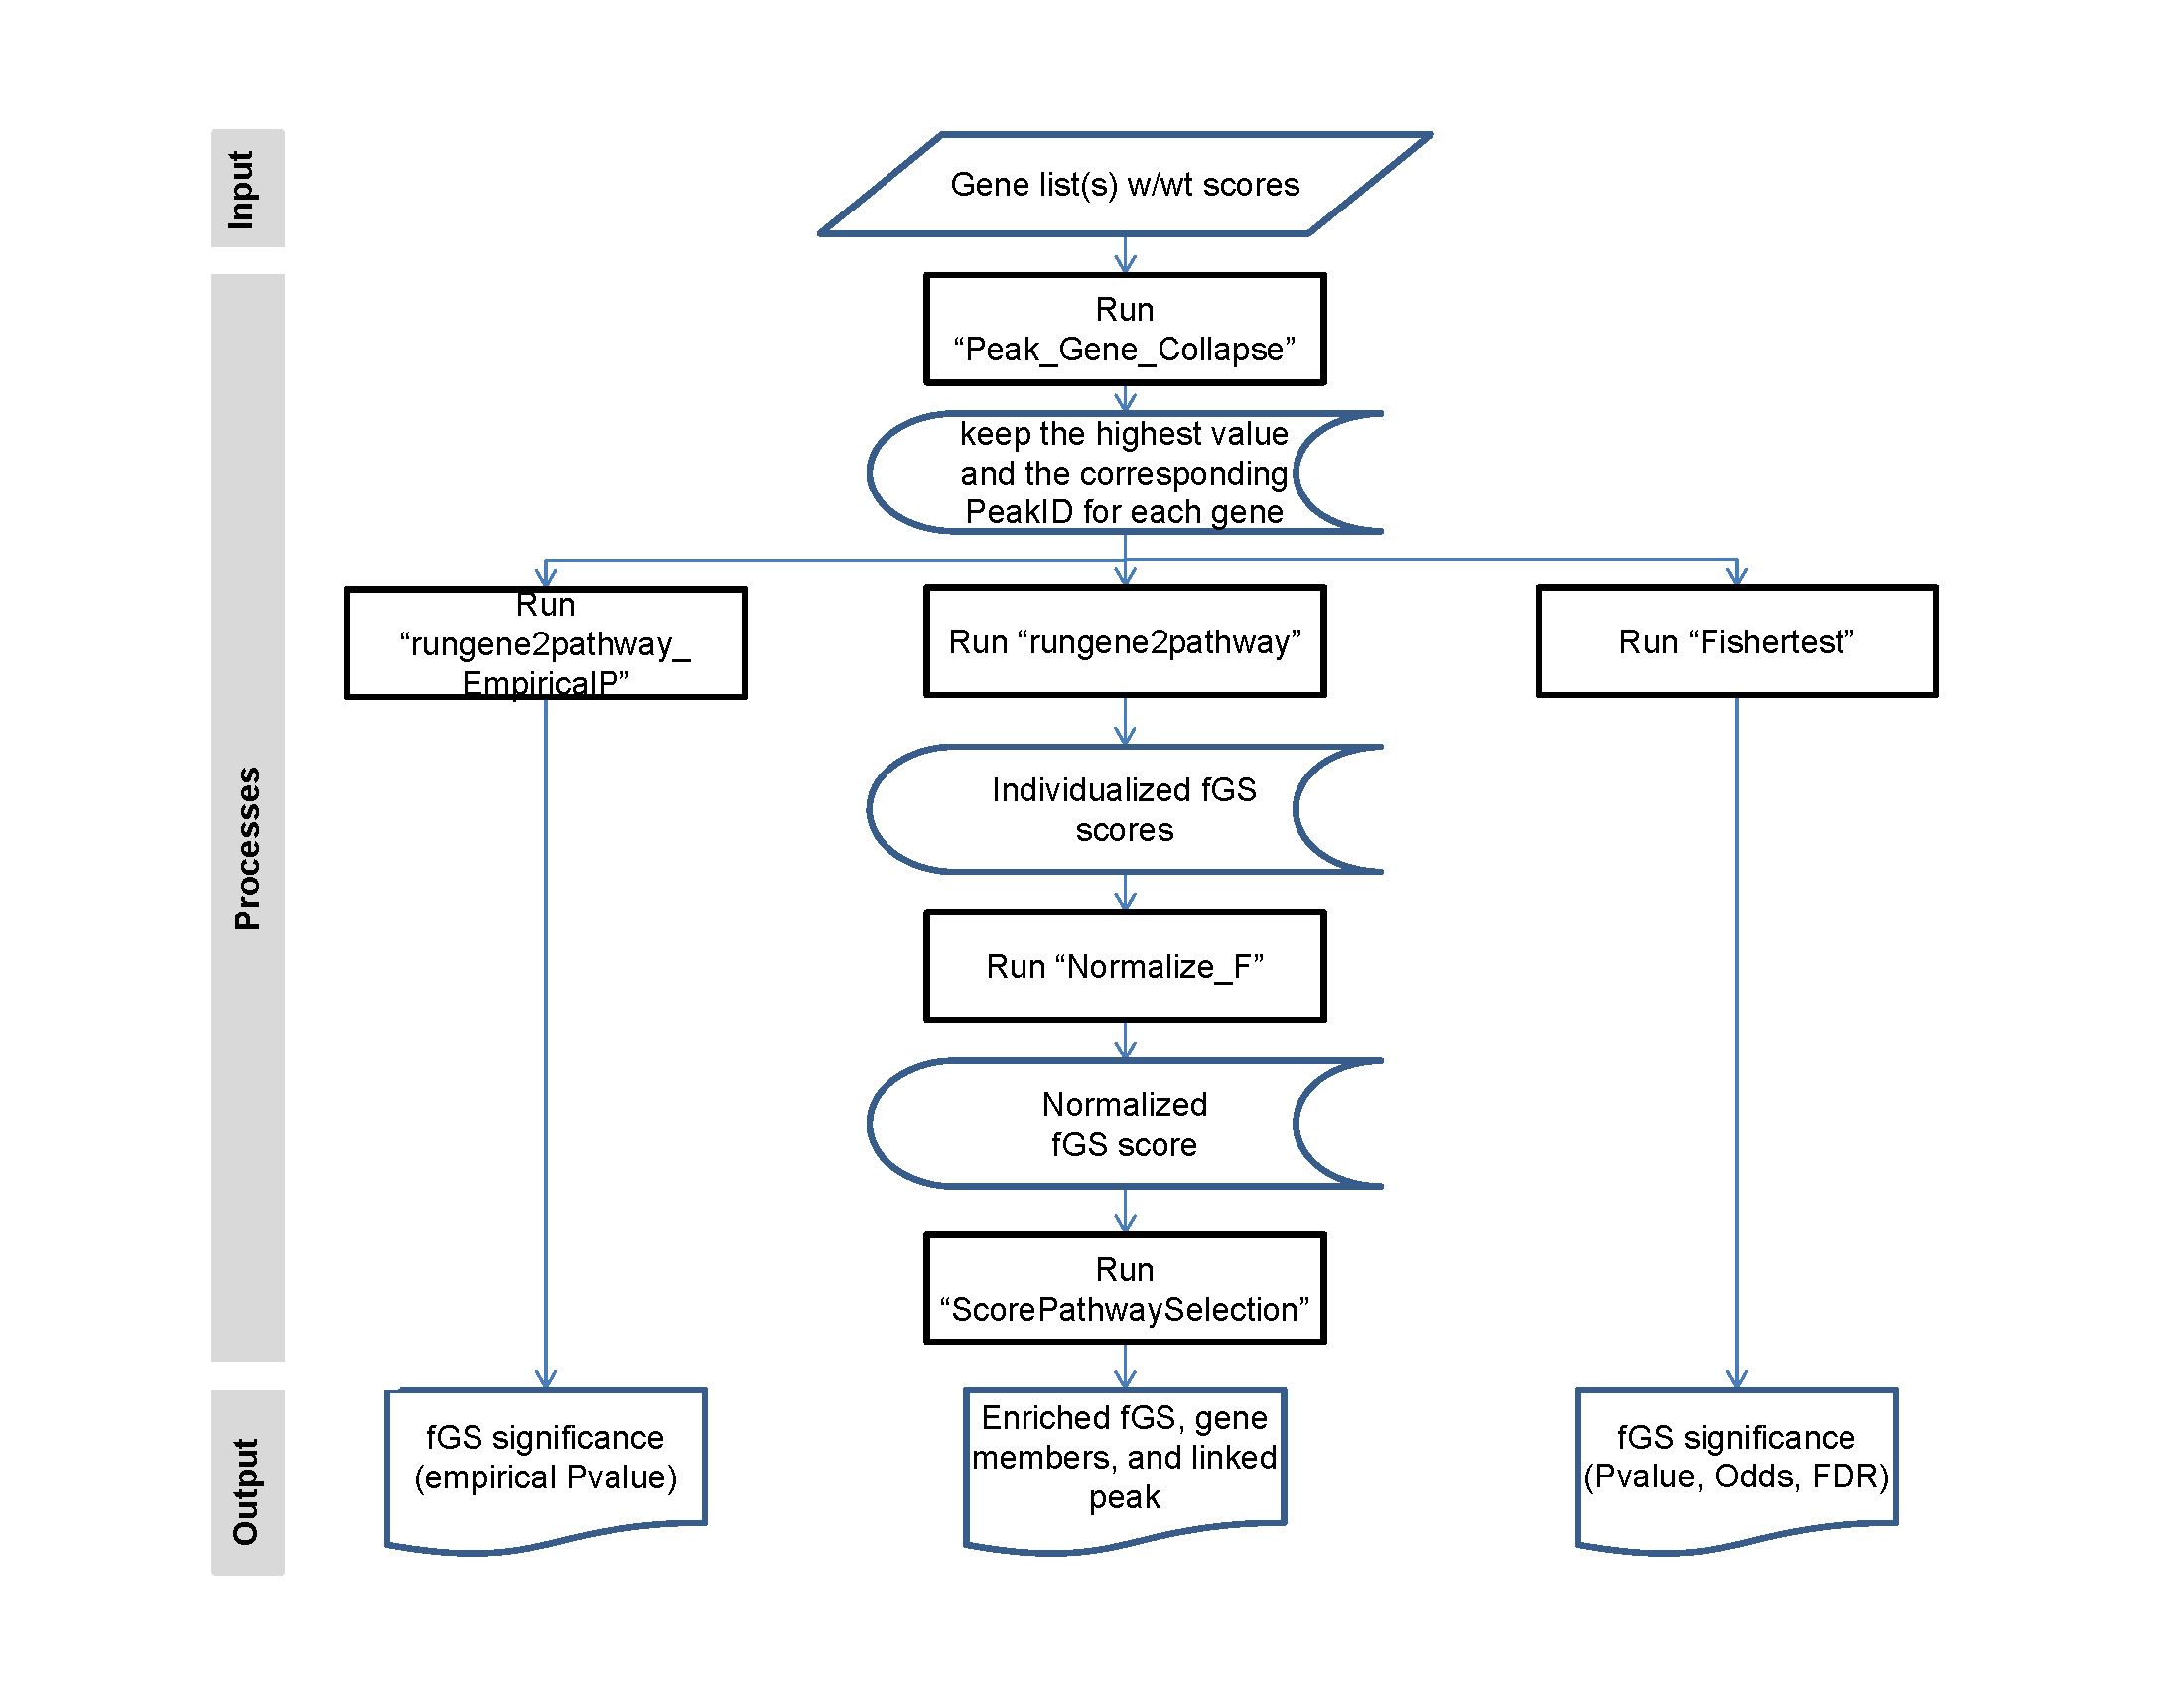 Input
Gene list(s) w/wt scores
Processes
Run
“Peak_Gene_Collapse”
keep the highest value
and the corresponding
PeakID for each gene
Run
“rungene2pathway_
EmpiricalP”
Run “rungene2pathway”
Run “Fishertest”
Individualized fGS
scores
Run “Normalize_F”
Normalized
fGS score
Run
“ScorePathwaySelection”
Output
fGS significance
(empirical Pvalue)
Enriched fGS, gene
members, and linked
peak
fGS significance
(Pvalue, Odds, FDR)